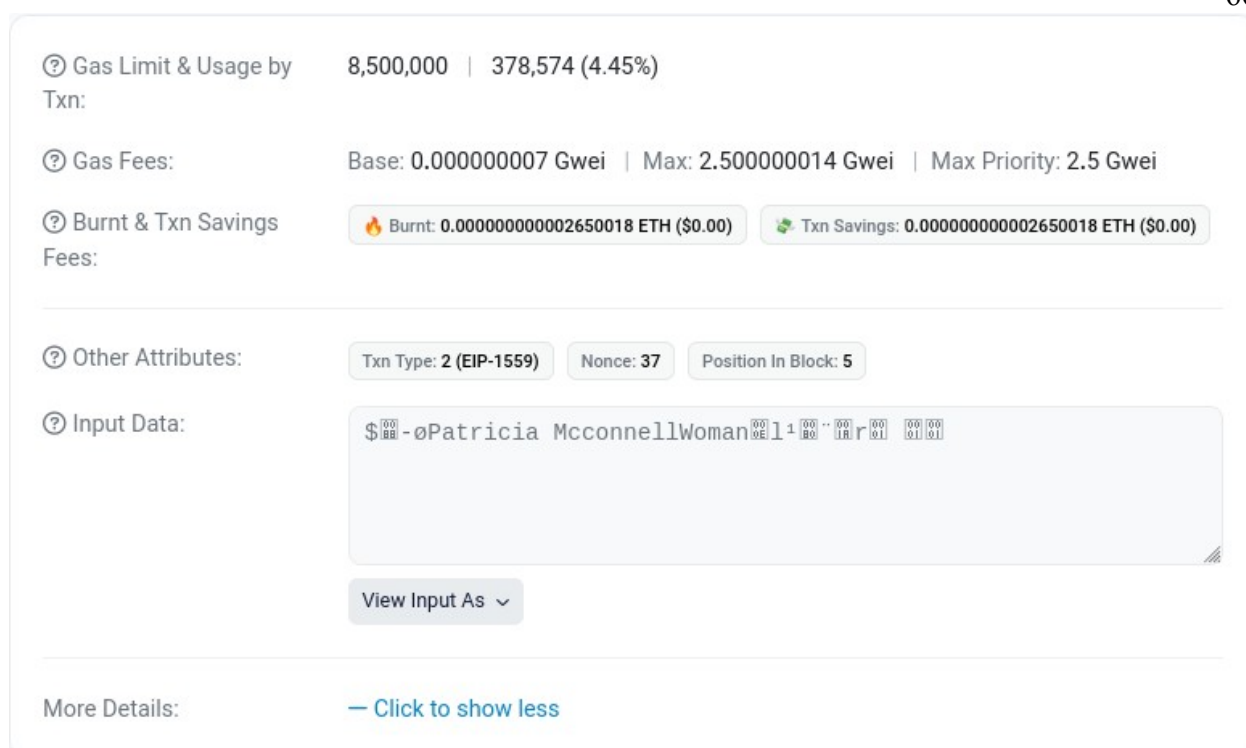 Gas Limit & Usage by
Txn:
8,500,000 | 378,574 (4.45%)
Gas Fees:
Base: 0.000000007 Gwei | Max: 2.500000014 Gwei | Max Priority: 2.5 Gwei
Burnt & Txn Savings
Fees:
🔥 Burnt: 0.000000000002650018 ETH ($0.00)
💸 Txn Savings: 0.000000000002650018 ETH ($0.00)
Other Attributes:
Txn Type: 2 (EIP-1559)
Nonce: 37
Position In Block: 5
Input Data:
$-øPatricia McconnellWomanl¹¨r
View Input As
More Details:
— Click to show less